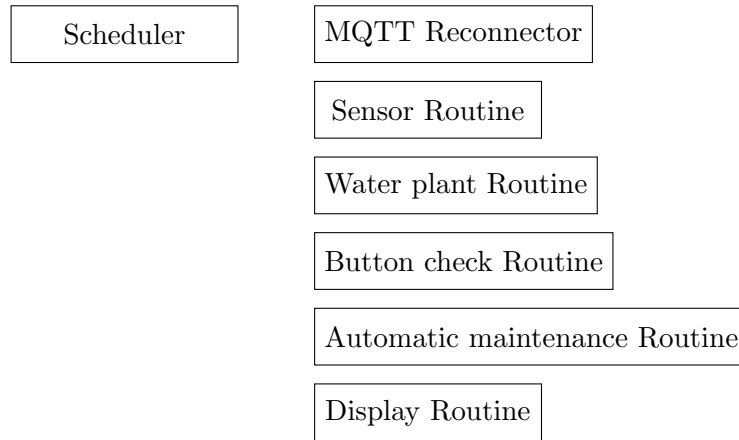 Scheduler
MQTT Reconnector
Sensor Routine
Water plant Routine
Button check Routine
Automatic maintenance Routine
Display Routine